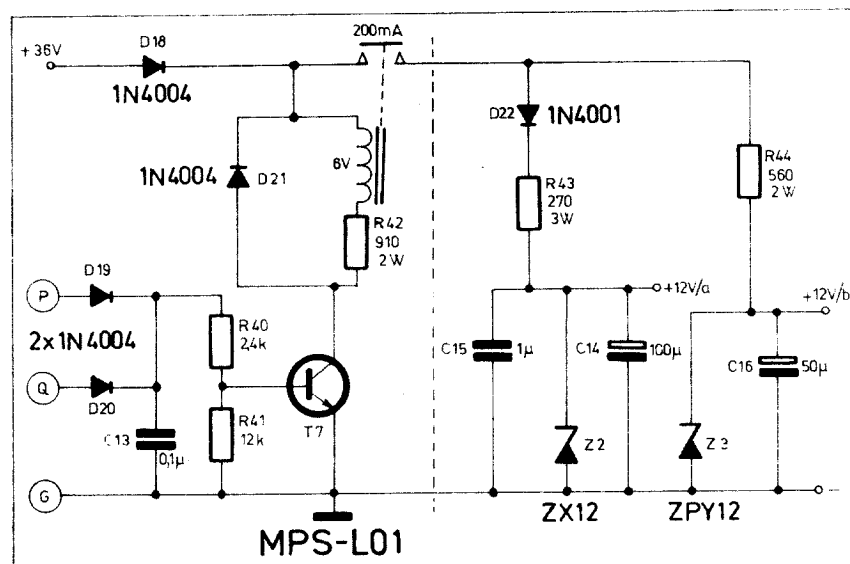 200mA
+36V
D18
1N4004
D22
1N4001
1N4004
D21
6V
R42
910
2W
R43
270
3W
R44
560
2W
D19
P
2x1N4004
R40
2,4k
+12V/a
+12V/b
C15
1µ
C14
100µ
C16
50µ
Q
D20
R41
12k
T7
C13
0,1µ
Z2
Z3
G
-
MPS-L01
ZX12
ZPY12